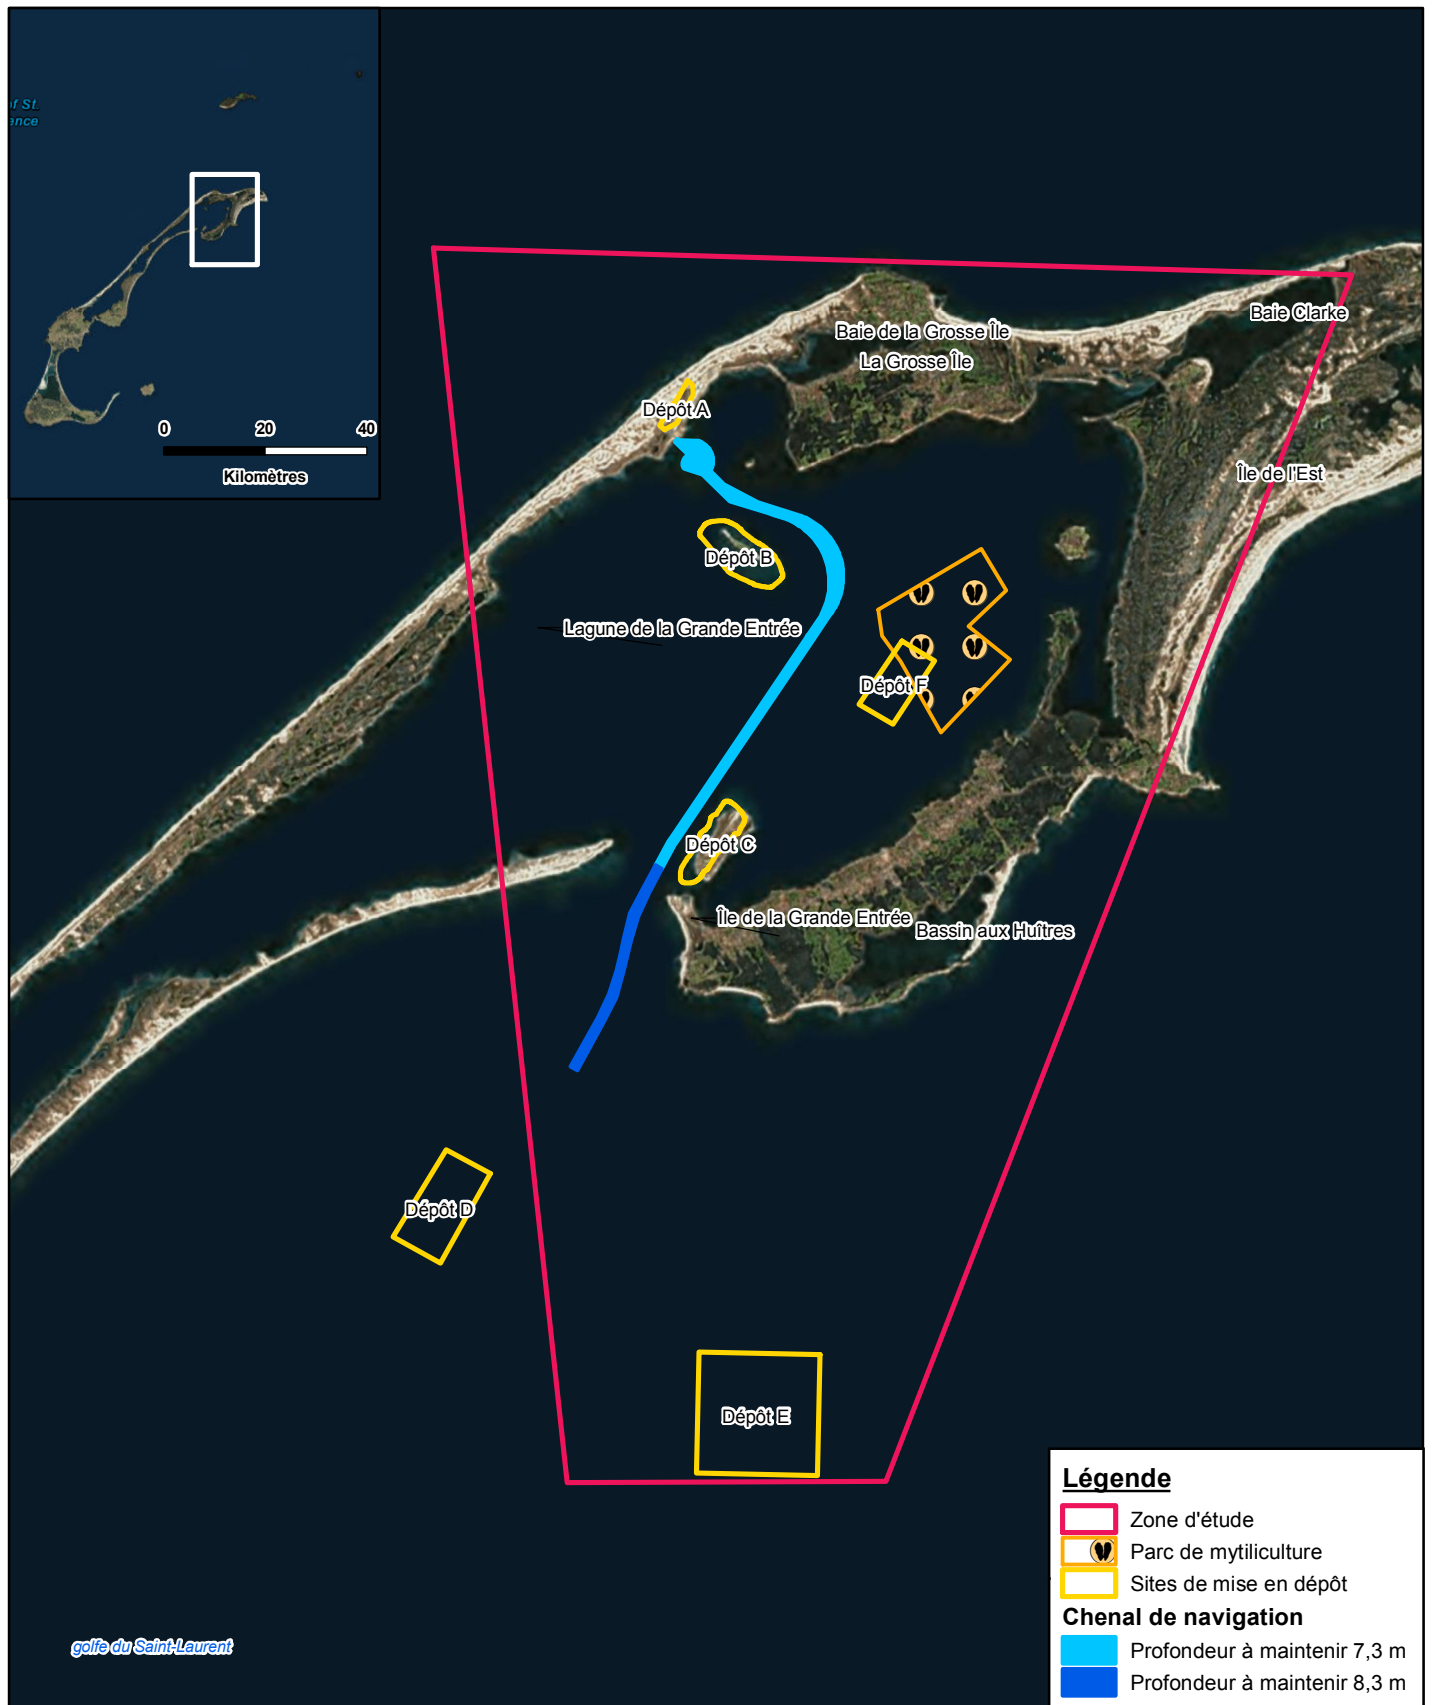 of St.
ence
0 20 40
Kilomètres
Baie Clarke
Baie de la Grosse Île
La Grosse Île
Dépôt A
Île de l'Est
Dépôt B
Lagune de la Grande Entrée
Dépôt F
Dépôt C
Île de la Grande Entrée
Bassin aux Huîtres
Dépôt D
Dépôt E
golfe du Saint-Laurent
Légende
Zone d'étude
Parc de mytiliculture
Sites de mise en dépôt
Chenal de navigation
Profondeur à maintenir 7,3 m
Profondeur à maintenir 8,3 m